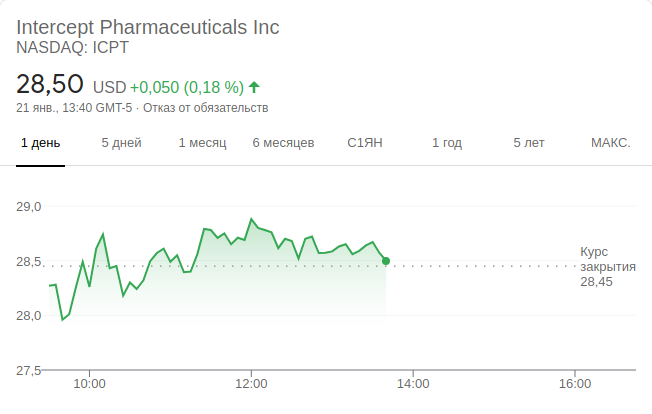 Intercept Pharmaceuticals Inc
NASDAQ: ICPT
28,50 USD +0,050 (0,18 %)
21 янв., 13:40 GMT-5 · Отказ от обязательств
1 день 5 дней 1 месяц 6 месяцев С1ЯН 1 год 5 лет МАКС.
29,0
28,5
28,0
27,5
Курс
закрытия
28,45
10:00 12:00 14:00 16:00